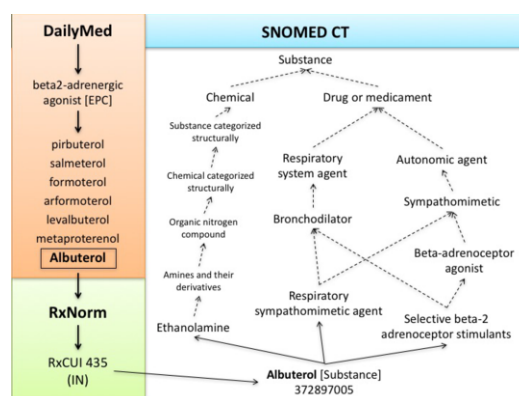 DailyMed
beta2-adrenergic
agonist [EPC]
pirbuterol
salmeterol
formoterol
arformoterol
levalbuterol
metaproterenol
Albuterol
RxNorm
RxCUI 435
(IN)
SNOMED CT
Substance
Chemical
Drug or medicament
Substance categorized
structurally
Chemical categorized
structurally
Organic nitrogen
compound
Amines and their
derivatives
Ethanolamine
Respiratory
system agent
Bronchodilator
Respiratory
sympathomimetic agent
Autonomic agent
Sympathomimetic
Beta-adrenoceptor
agonist
Selective beta-2
adrenoceptor stimulants
Albuterol [Substance]
372897005